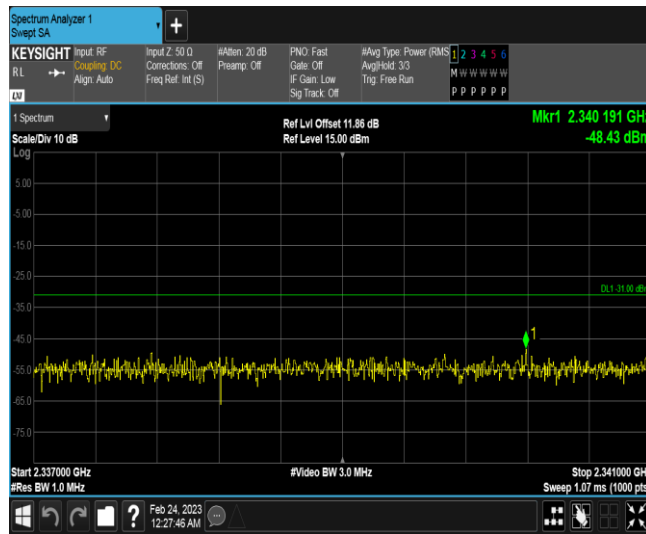 Spectrum Analyzer 1
Swept SA
+
KEYSIGHT
RL
LXI
Input: RF
Coupling: DC
Align: Auto
Input Z: 50 Ω
Corrections: Off
Freq Ref: Int (S)
#Atten: 20 dB
Preamp: Off
PNO: Fast
Gate: Off
IF Gain: Low
Sig Track: Off
#Avg Type: Power (RMS
Avg|Hold: 3/3
Trig: Free Run
1 2 3 4 5 6
M W W W W W
P P P P P P
1 Spectrum
Scale/Div 10 dB
Log
Ref Lvl Offset 11.86 dB
Ref Level 15.00 dBm
Mkr1 2.340 191 GHz
-48.43 dBm
5.00
-5.00
-15.0
-25.0
-35.0
-45.0
-55.0
-65.0
-75.0
DL1 -31.00 dBm
1
Start 2.337000 GHz
#Res BW 1.0 MHz
#Video BW 3.0 MHz
Stop 2.341000 GH
Sweep 1.07 ms (1000 pts
?
Feb 24, 2023
12:27:46 AM